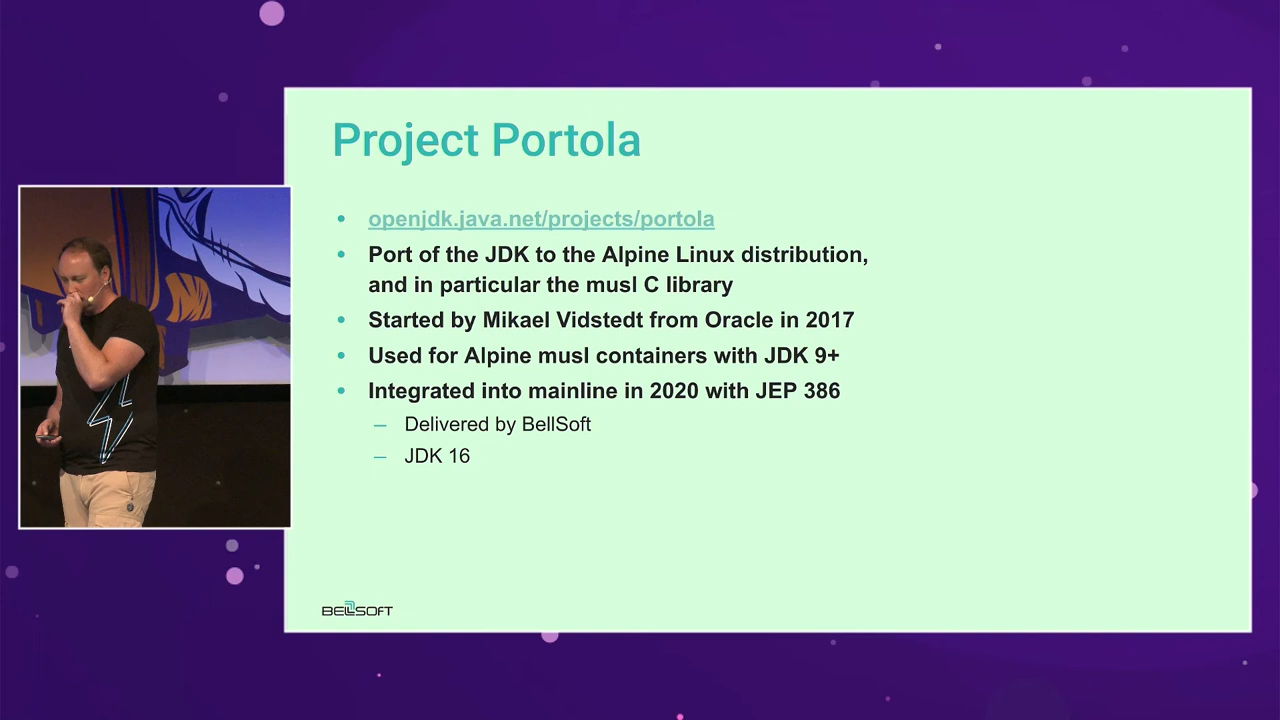 Project Portola
• openjdk.java.net/projects/portola
• Port of the JDK to the Alpine Linux distribution,
and in particular the musl C library
• Started by Mikael Vidstedt from Oracle in 2017
• Used for Alpine musl containers with JDK 9+
• Integrated into mainline in 2020 with JEP 386
– Delivered by BellSoft
– JDK 16
BELLSOFT